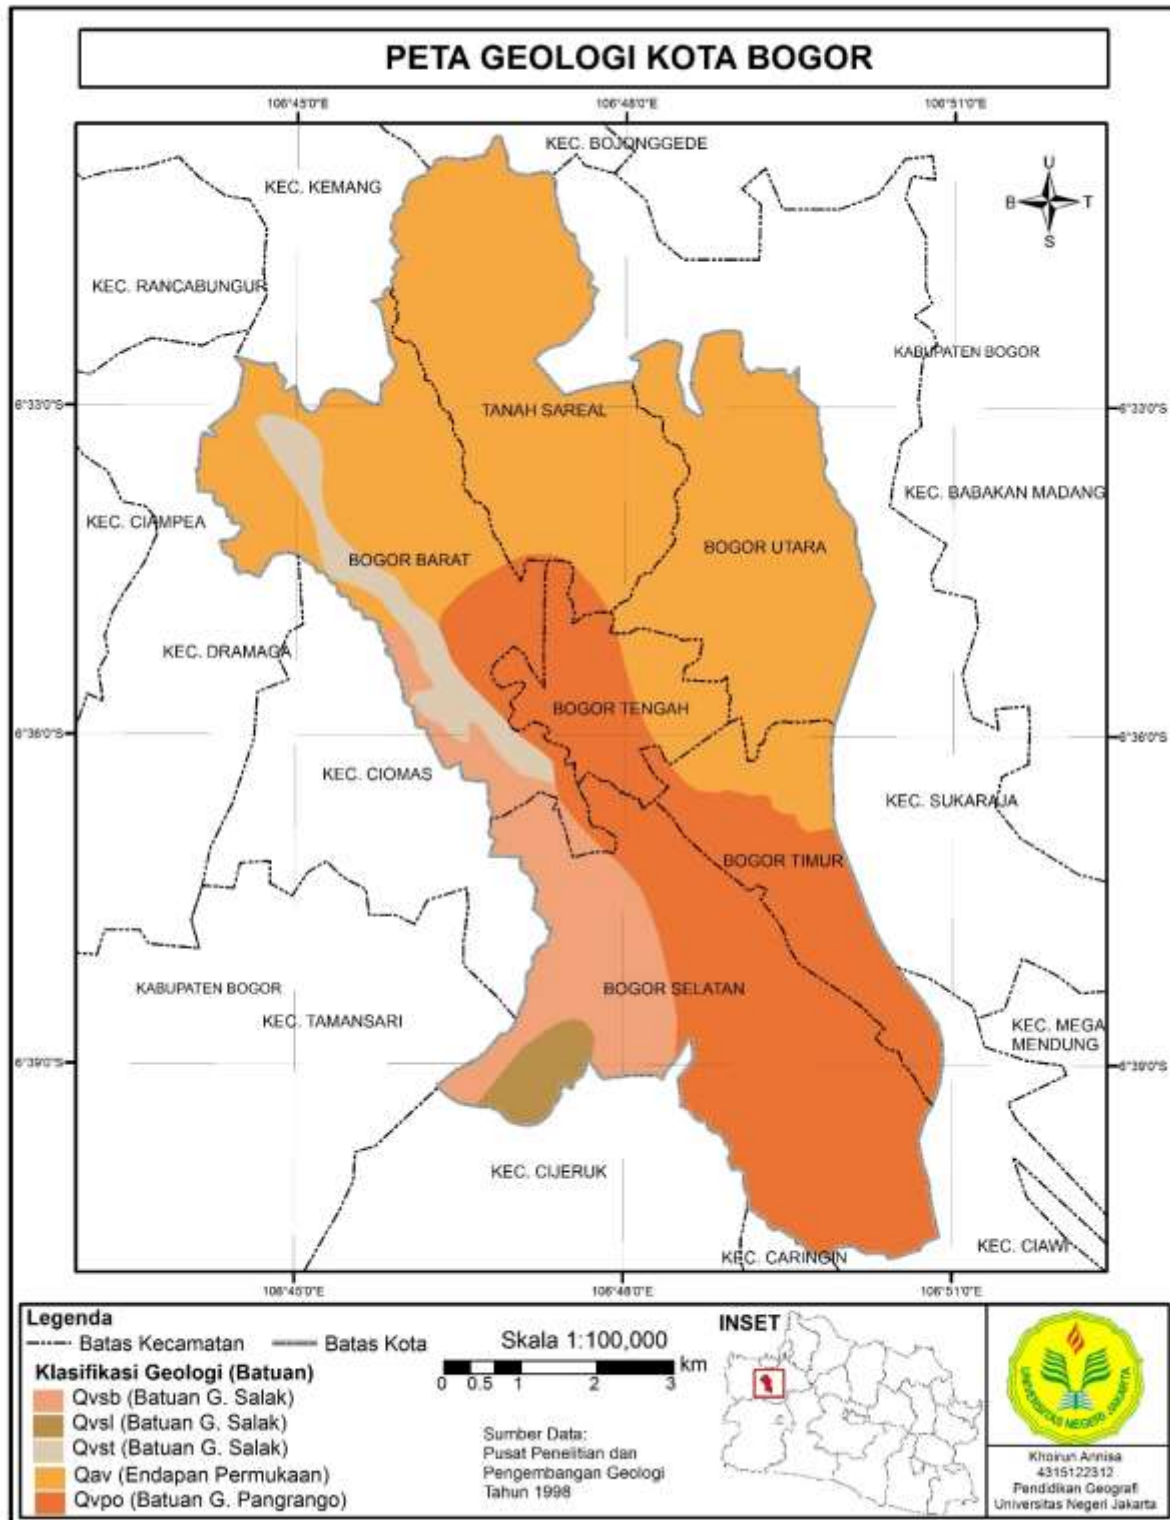 PETA GEOLOGI KOTA BOGOR
106°45'0"E
106°48'0"E
106°51'0"E
KEC. BOJONGGEDE
KEC. KEMANG
U
B
T
S
KEC. RANCABUNGUR
KABUPATEN BOGOR
6°33'0"S
TANAH SAREAL
6°33'0"S
KEC. BABAKAN MADANG
KEC. CIAMPEA
BOGOR BARAT
BOGOR UTARA
KEC. DRAMAGA
BOGOR TENGAH
6°36'0"S
6°36'0"S
KEC. CIOMAS
KEC. SUKARAJA
BOGOR TIMUR
KABUPATEN BOGOR
BOGOR SELATAN
KEC. TAMANSARI
KEC. MEGA
MENDUNG
6°39'0"S
6°39'0"S
KEC. CIJERUK
KEC. CARINGIN
KEC. CIAWI
106°45'0"E
106°48'0"E
106°51'0"E
Legenda
Batas Kecamatan
Batas Kota
Klasifikasi Geologi (Batuan)
Qvsb (Batuan G. Salak)
Qvsl (Batuan G. Salak)
Qvst (Batuan G. Salak)
Qav (Endapan Permukaan)
Qvpo (Batuan G. Pangrango)
Skala 1:100,000
km
0 0.5 1 2 3
Sumber Data:
Pusat Penelitian dan
Pengembangan Geologi
Tahun 1998
INSET
UNIVERSITAS NEGERI JAKARTA
Khoirun Annisa
4315122312
Pendidikan Geografi
Universitas Negeri Jakarta